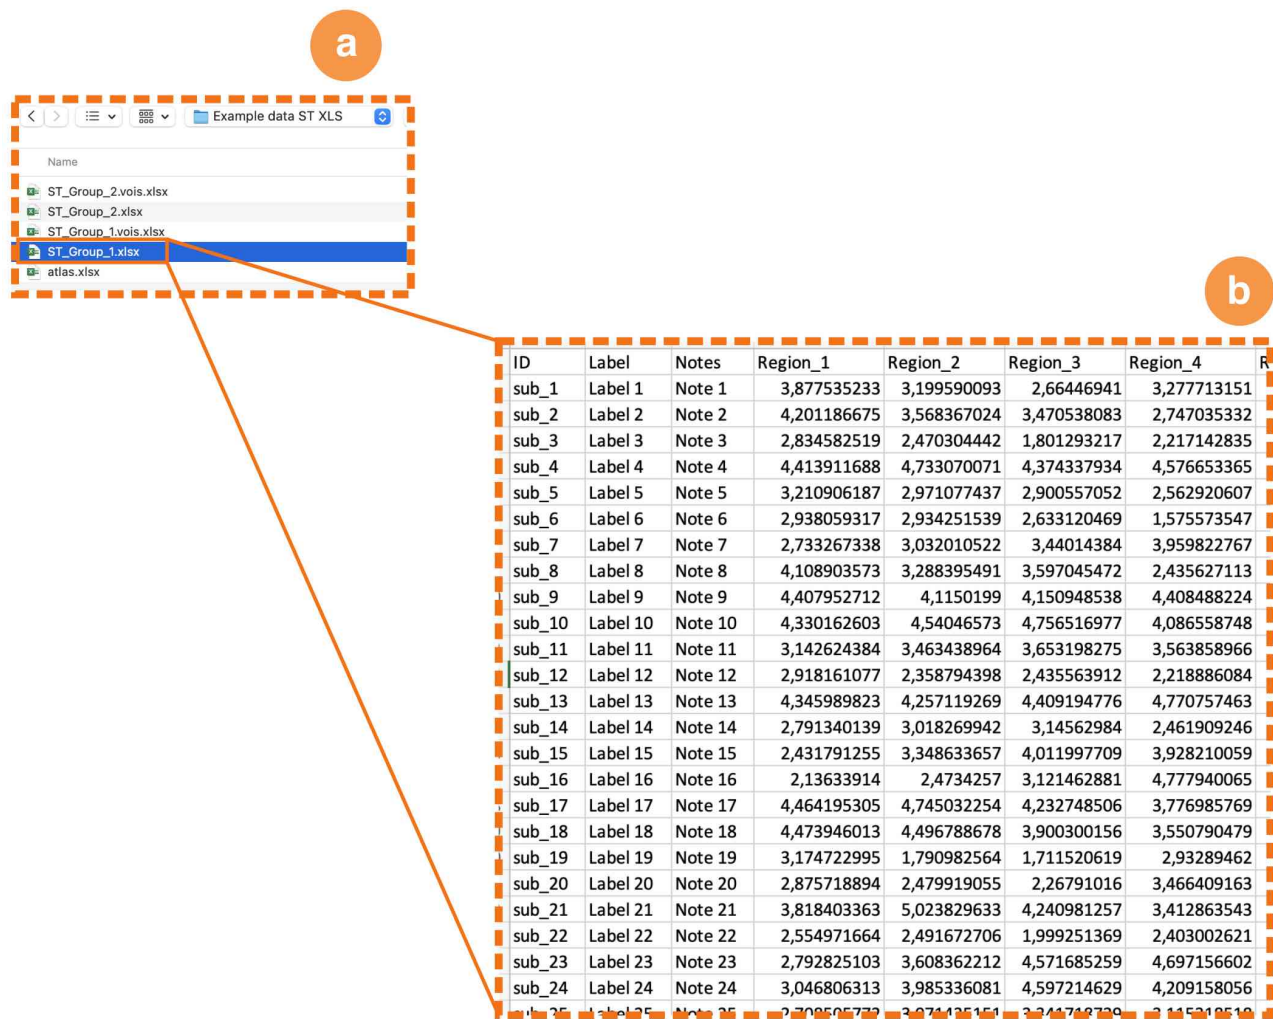 a
Example data ST XLS
Name
ST_Group_2.vois.xlsx
ST_Group_2.xlsx
ST_Group_1.vois.xlsx
ST_Group_1.xlsx
atlas.xlsx
b
ID Label Notes Region_1 Region_2 Region_3 Region_4 R
sub_1 Label 1 Note 1 3,877535233 3,199590093 2,66446941 3,277713151
sub_2 Label 2 Note 2 4,201186675 3,568367024 3,470538083 2,747035332
sub_3 Label 3 Note 3 2,834582519 2,470304442 1,801293217 2,217142835
sub_4 Label 4 Note 4 4,413911688 4,733070071 4,374337934 4,576653365
sub_5 Label 5 Note 5 3,210906187 2,971077437 2,900557052 2,562920607
sub_6 Label 6 Note 6 2,938059317 2,934251539 2,633120469 1,575573547
sub_7 Label 7 Note 7 2,733267338 3,032010522 3,44014384 3,959822767
sub_8 Label 8 Note 8 4,108903573 3,288395491 3,597045472 2,435627113
sub_9 Label 9 Note 9 4,407952712 4,1150199 4,150948538 4,408488224
sub_10 Label 10 Note 10 4,330162603 4,54046573 4,756516977 4,086558748
sub_11 Label 11 Note 11 3,142624384 3,463438964 3,653198275 3,563858966
sub_12 Label 12 Note 12 2,918161077 2,358794398 2,435563912 2,218886084
sub_13 Label 13 Note 13 4,345989823 4,257119269 4,409194776 4,770757463
sub_14 Label 14 Note 14 2,791340139 3,018269942 3,14562984 2,461909246
sub_15 Label 15 Note 15 2,431791255 3,348633657 4,011997709 3,928210059
sub_16 Label 16 Note 16 2,13633914 2,4734257 3,121462881 4,777940065
sub_17 Label 17 Note 17 4,464195305 4,745032254 4,232748506 3,776985769
sub_18 Label 18 Note 18 4,473946013 4,496788678 3,900300156 3,550790479
sub_19 Label 19 Note 19 3,174722995 1,790982564 1,711520619 2,93289462
sub_20 Label 20 Note 20 2,875718894 2,479919055 2,26791016 3,466409163
sub_21 Label 21 Note 21 3,818403363 5,023829633 4,240981257 3,412863543
sub_22 Label 22 Note 22 2,554971664 2,491672706 1,999251369 2,403002621
sub_23 Label 23 Note 23 2,792825103 3,608362212 4,571685259 4,697156602
sub_24 Label 24 Note 24 3,046806313 3,985336081 4,597214629 4,209158056